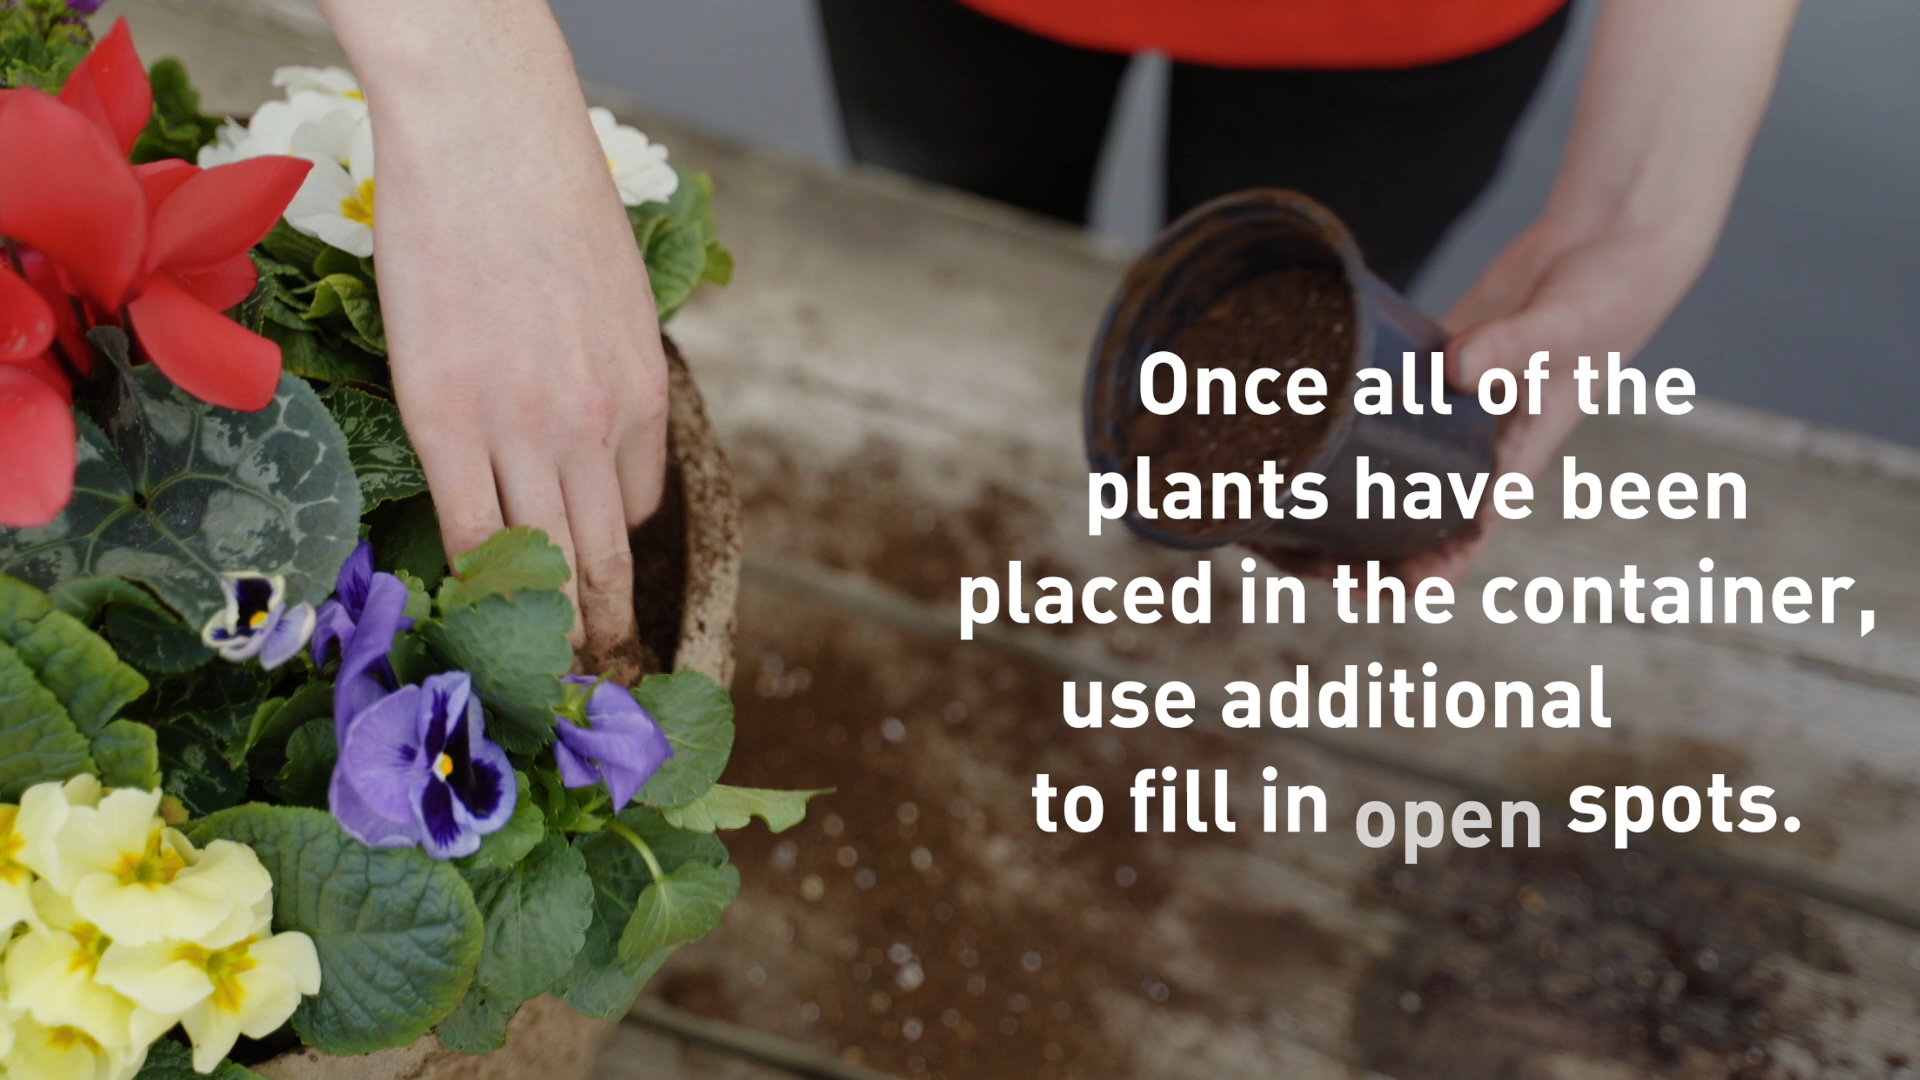 Once all of the
plants have been
placed in the container,
use additional
to fill in open spots.